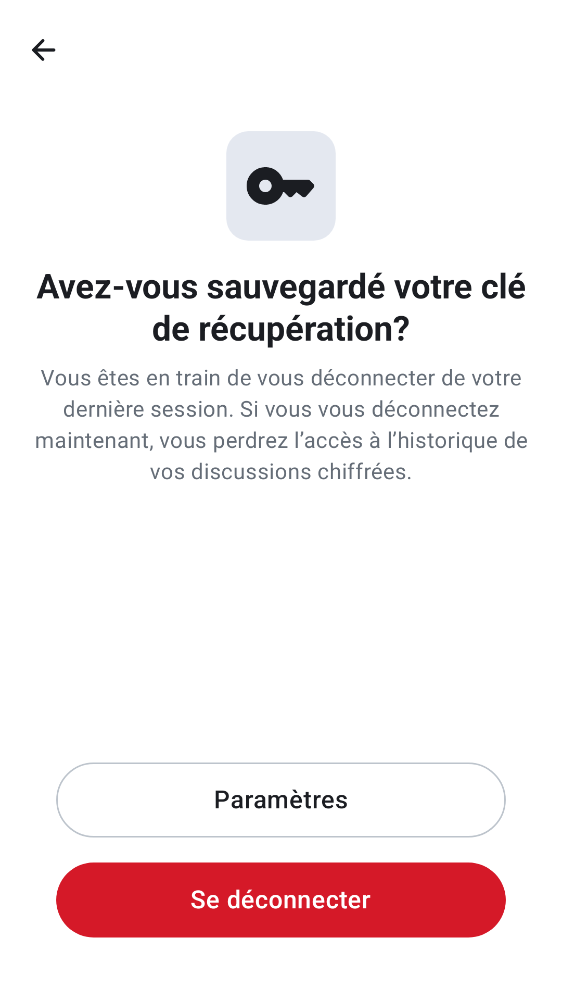 Avez-vous sauvegardé votre clé
de récupération?
Vous êtes en train de vous déconnecter de votre
dernière session. Si vous vous déconnectez
maintenant, vous perdrez l’accès à l’historique de
vos discussions chiffrées.
Paramètres
Se déconnecter